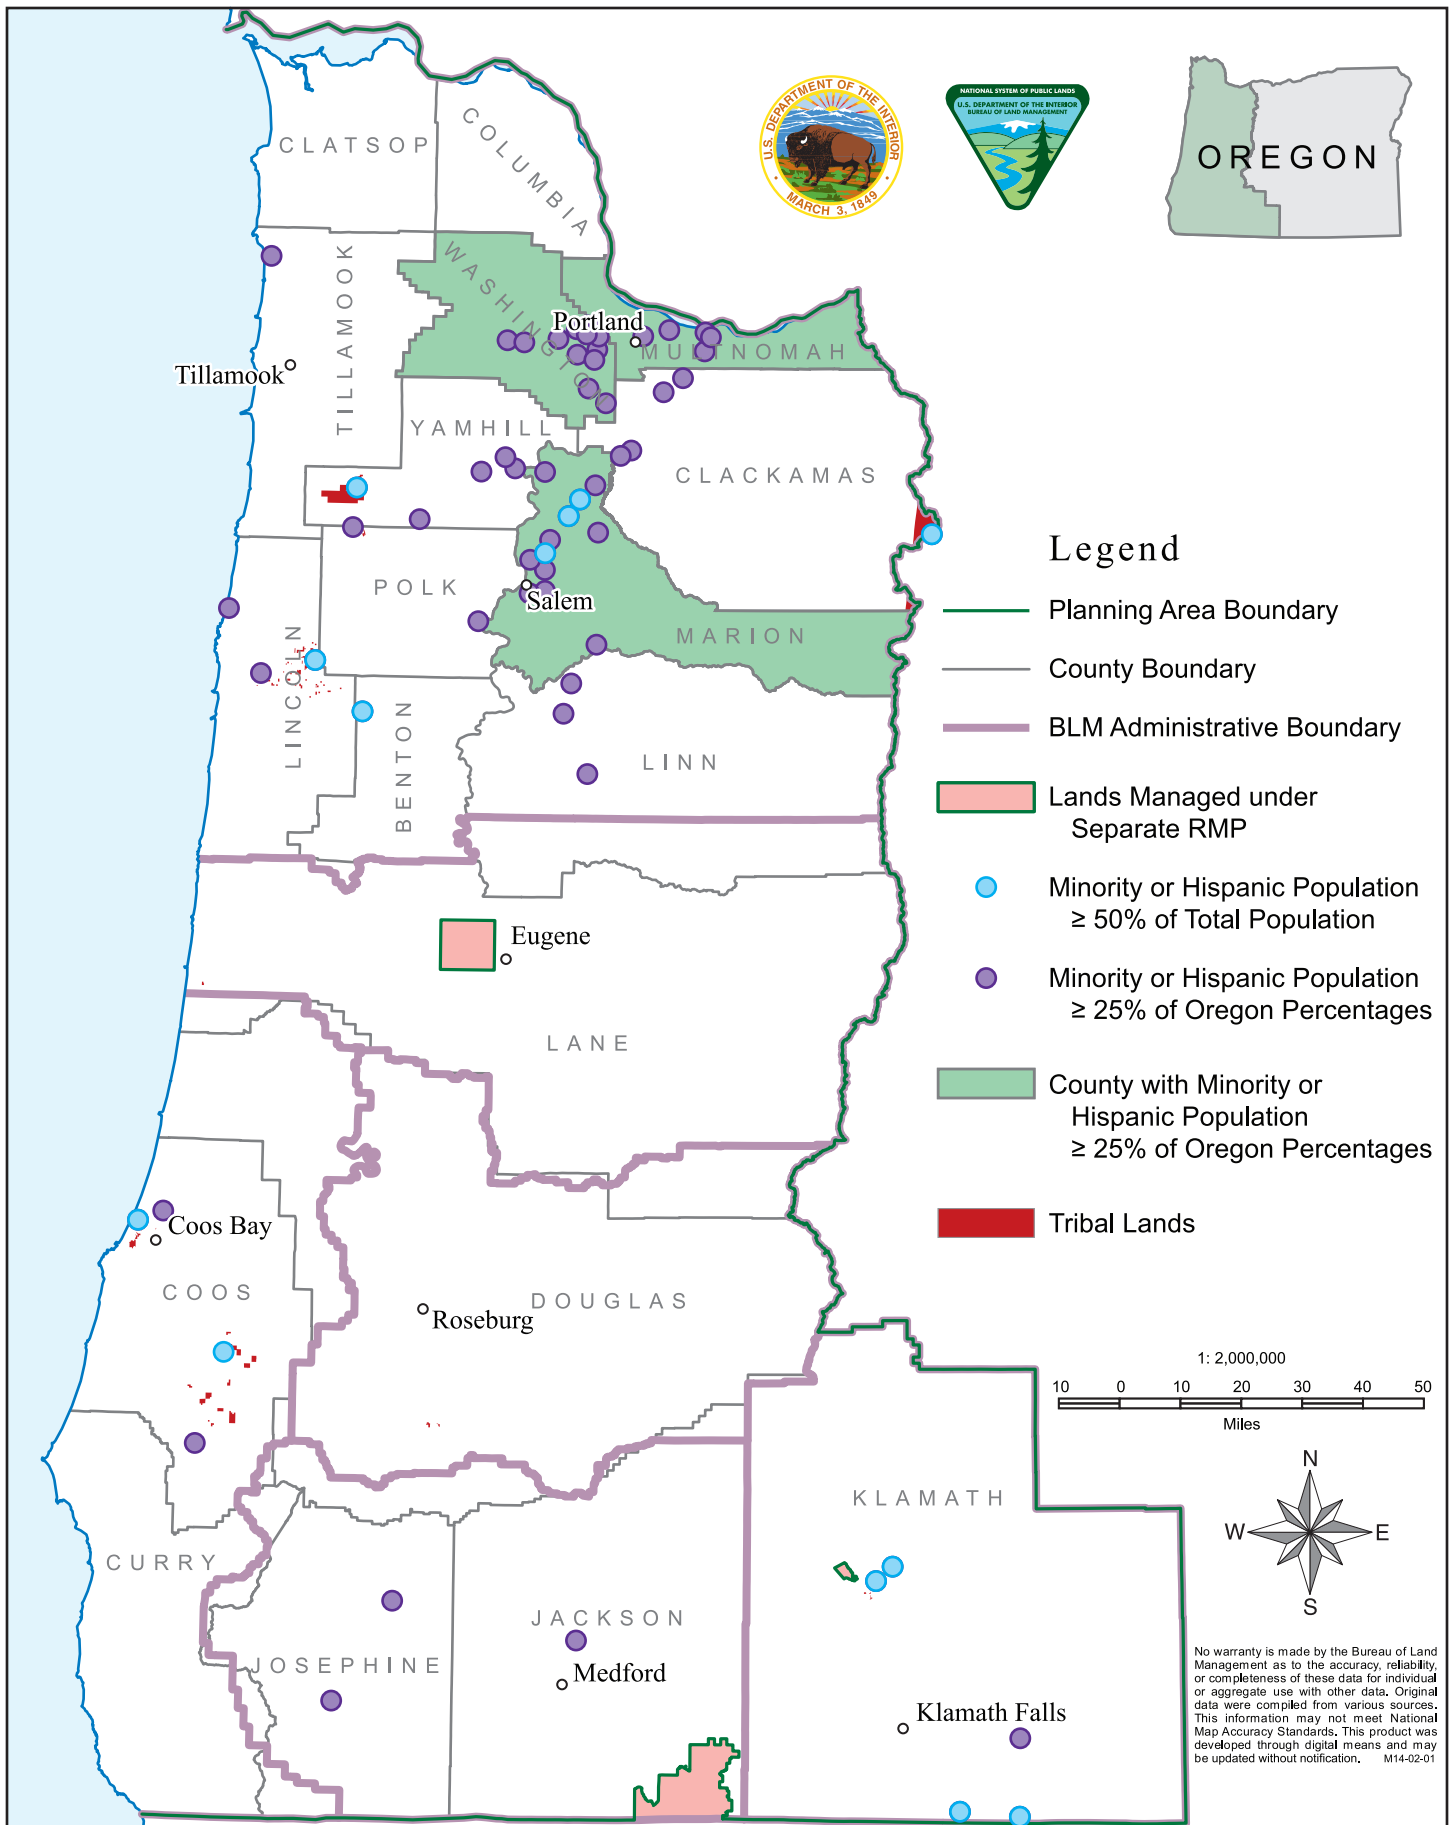 U.S. DEPARTMENT OF THE INTERIOR
MARCH 3, 1849
NATIONAL SYSTEM OF PUBLIC LANDS
U.S. DEPARTMENT OF THE INTERIOR
BUREAU OF LAND MANAGEMENT
OREGON
CLATSOP
COLUMBIA
TILLAMOOK
WASHINGTON
Portland
MULTNOMAH
Tillamook
YAMHILL
CLACKAMAS
POLK
Salem
MARION
LINCOLN
BENTON
LINN
Eugene
LANE
Coos Bay
COOS
DOUGLAS
Roseburg
KLAMATH
CURRY
JACKSON
JOSEPHINE
Medford
Klamath Falls
Legend
Planning Area Boundary
County Boundary
BLM Administrative Boundary
Lands Managed under
Separate RMP
Minority or Hispanic Population
≥ 50% of Total Population
Minority or Hispanic Population
≥ 25% of Oregon Percentages
County with Minority or
Hispanic Population
≥ 25% of Oregon Percentages
Tribal Lands
1: 2,000,000
10 0 10 20 30 40 50
Miles
N
W E
S
No warranty is made by the Bureau of Land
Management as to the accuracy, reliability,
or completeness of these data for individual
or aggregate use with other data. Original
data were compiled from various sources.
This information may not meet National
Map Accuracy Standards. This product was
developed through digital means and may
be updated without notification. M14-02-01